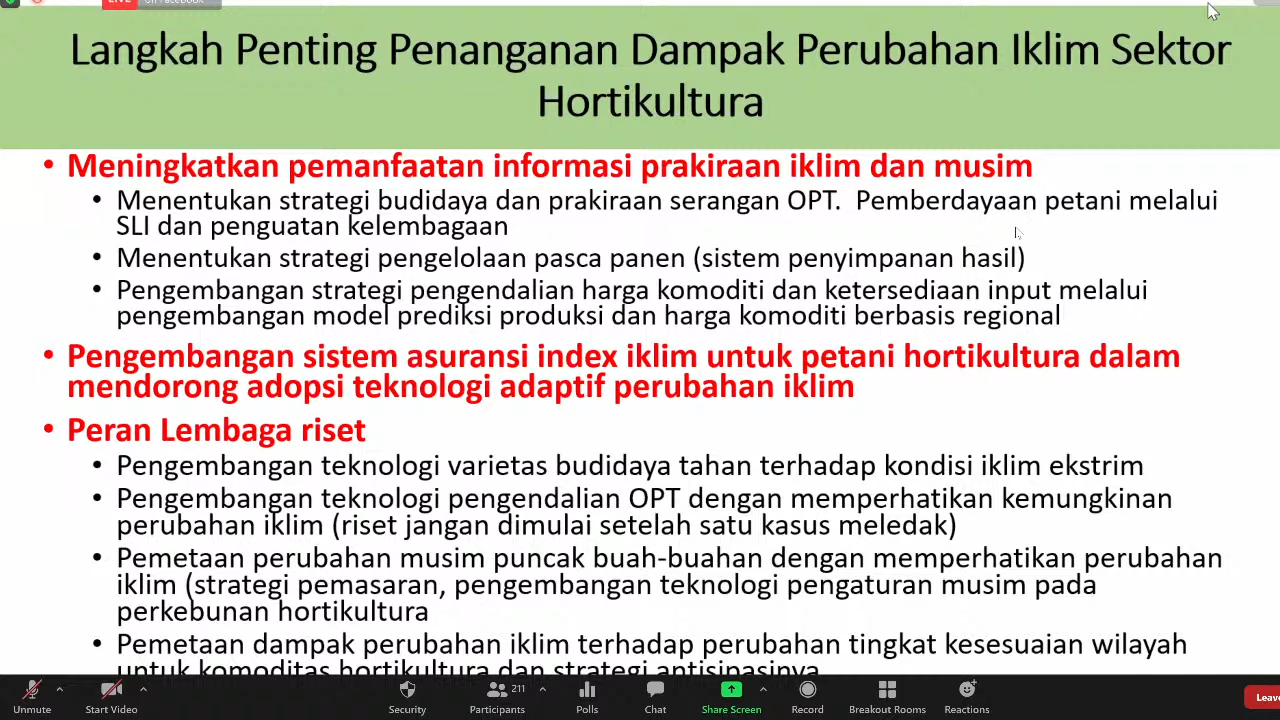 LIVE on Facebook
Langkah Penting Penanganan Dampak Perubahan Iklim Sektor
Hortikultura
• Meningkatkan pemanfaatan informasi prakiraan iklim dan musim
• Menentukan strategi budidaya dan prakiraan serangan OPT. Pemberdayaan petani melalui
SLI dan penguatan kelembagaan
• Menentukan strategi pengelolaan pasca panen (sistem penyimpanan hasil)
• Pengembangan strategi pengendalian harga komoditi dan ketersediaan input melalui
pengembangan model prediksi produksi dan harga komoditi berbasis regional
• Pengembangan sistem asuransi index iklim untuk petani hortikultura dalam
mendorong adopsi teknologi adaptif perubahan iklim
• Peran Lembaga riset
• Pengembangan teknologi varietas budidaya tahan terhadap kondisi iklim ekstrim
• Pengembangan teknologi pengendalian OPT dengan memperhatikan kemungkinan
perubahan iklim (riset jangan dimulai setelah satu kasus meledak)
• Pemetaan perubahan musim puncak buah-buahan dengan memperhatikan perubahan
iklim (strategi pemasaran, pengembangan teknologi pengaturan musim pada
perkebunan hortikultura
• Pemetaan dampak perubahan iklim terhadap perubahan tingkat kesesuaian wilayah
untuk komoditas hortikultura dan strategi antisipasinya
211
Unmute Start Video Security Participants Polls Chat Share Screen Record Breakout Rooms Reactions Leave